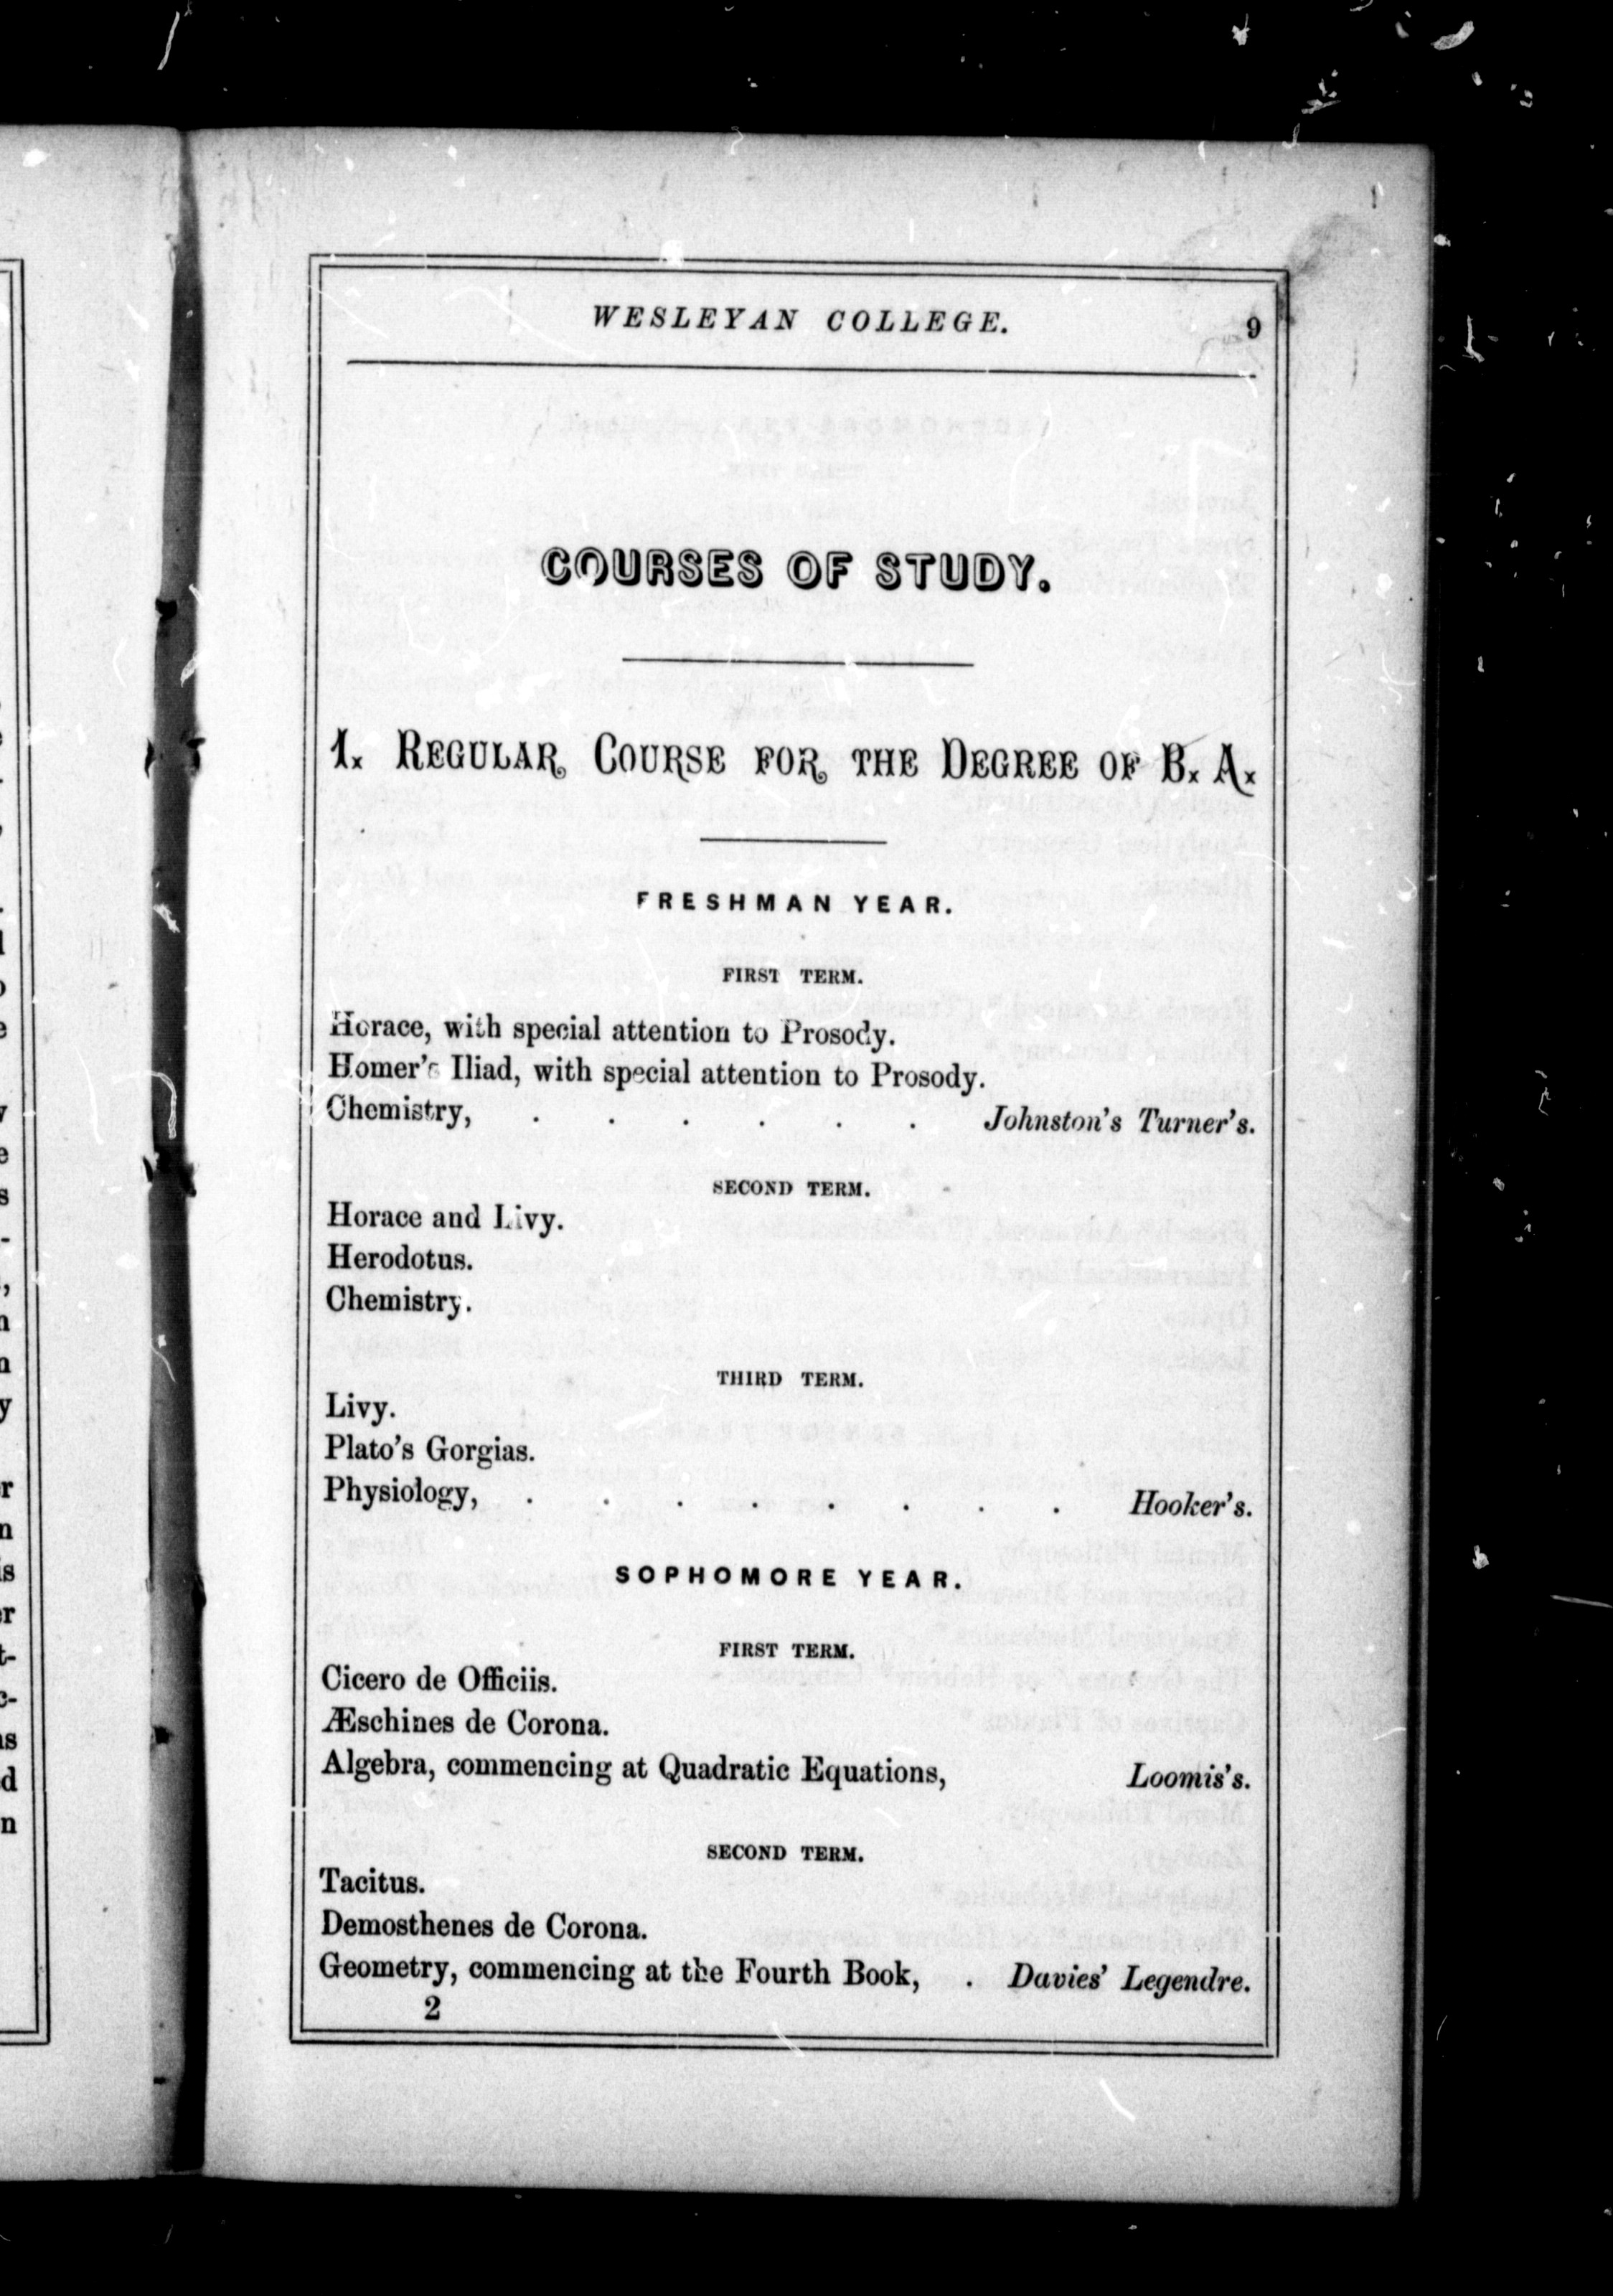 WESLEYAN COLLEGE. 9
COURSES OF STUDY.
1. REGULAR COURSE FOR THE DEGREE OF B. A.
FRESHMAN YEAR.
FIRST TERM.
Horace, with special attention to Prosody.
Homer's Iliad, with special attention to Prosody.
Chemistry, . . . . . . Johnston's Turner's.
SECOND TERM.
Horace and Livy.
Herodotus.
Chemistry.
THIRD TERM.
Livy.
Plato's Gorgias.
Physiology, . . . . . . . . Hooker's.
SOPHOMORE YEAR.
FIRST TERM.
Cicero de Officiis.
Æschines de Corona.
Algebra, commencing at Quadratic Equations, Loomis's.
SECOND TERM.
Tacitus.
Demosthenes de Corona.
Geometry, commencing at the Fourth Book, . Davies' Legendre.
2